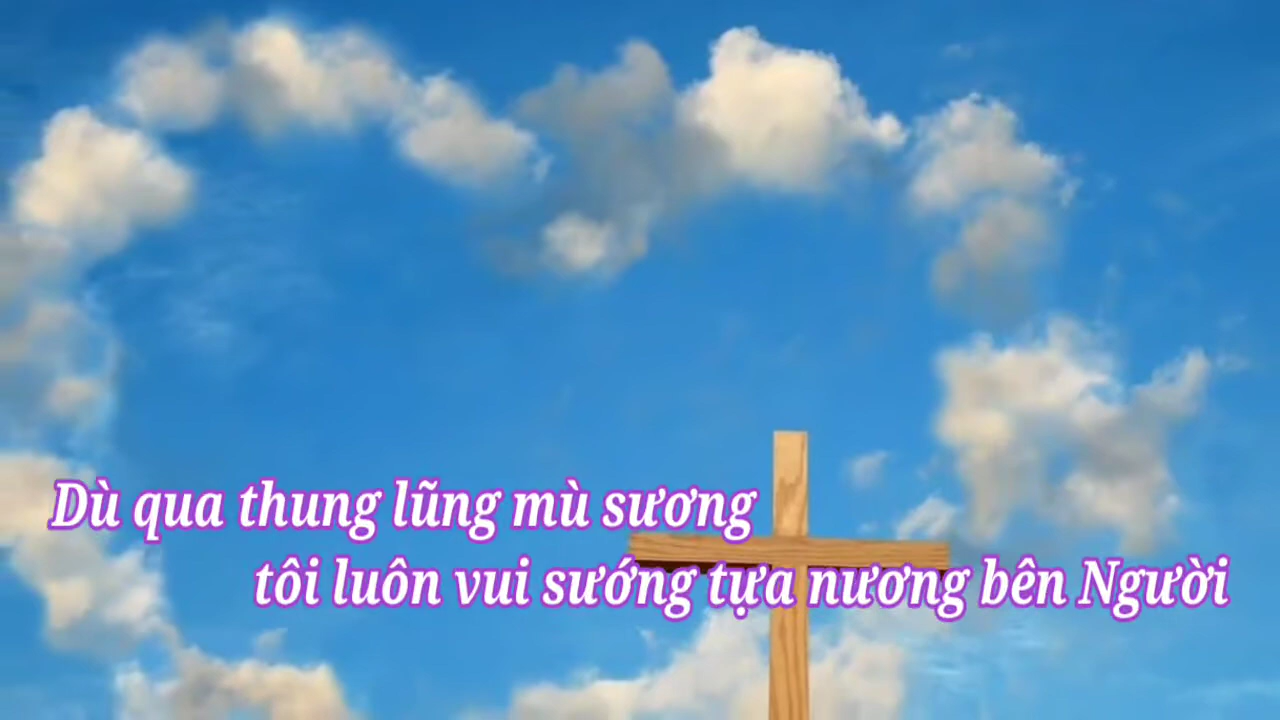 Dù qua thung lũng mù sương
tôi luôn vui sướng tựa nương bên Người